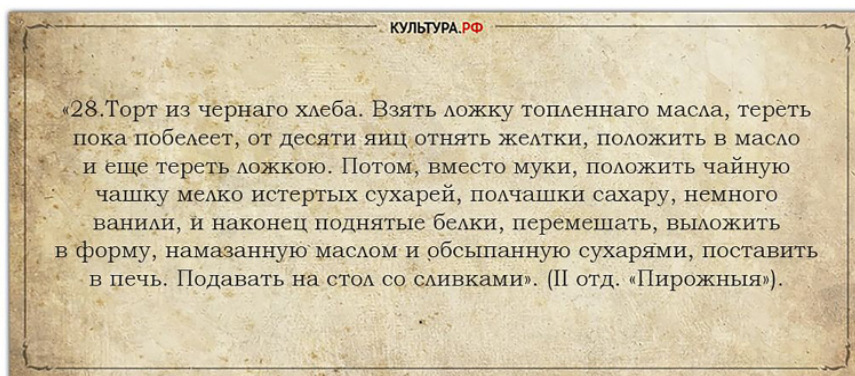 КУЛЬТУРА.РФ
«28.Торт из чернаго хлеба. Взять ложку топленнаго масла, тереть
пока побелеет, от десяти яиц отнять желтки, положить в масло
и еще тереть ложкою. Потом, вместо муки, положить чайную
чашку мелко истертых сухарей, полчашки сахару, немного
ванили, и наконец поднятые белки, перемешать, выложить
в форму, намазанную маслом и обсыпанную сухарями, поставить
в печь. Подавать на стол со сливками». (II отд. «Пирожныя»).